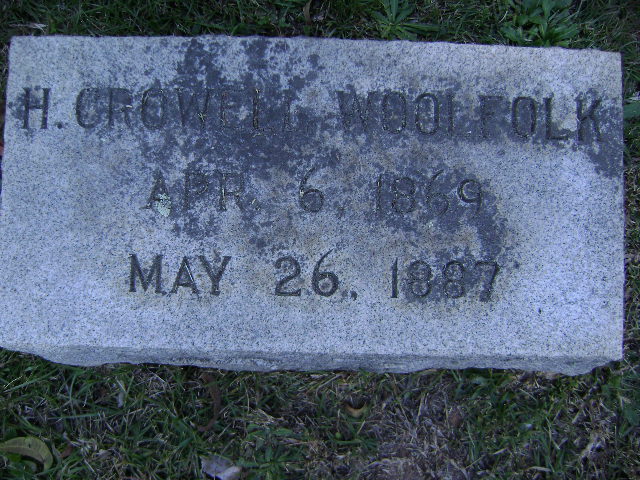 H. CROWELL WOOLFOLK
APR. 6, 1869
MAY 26, 1887